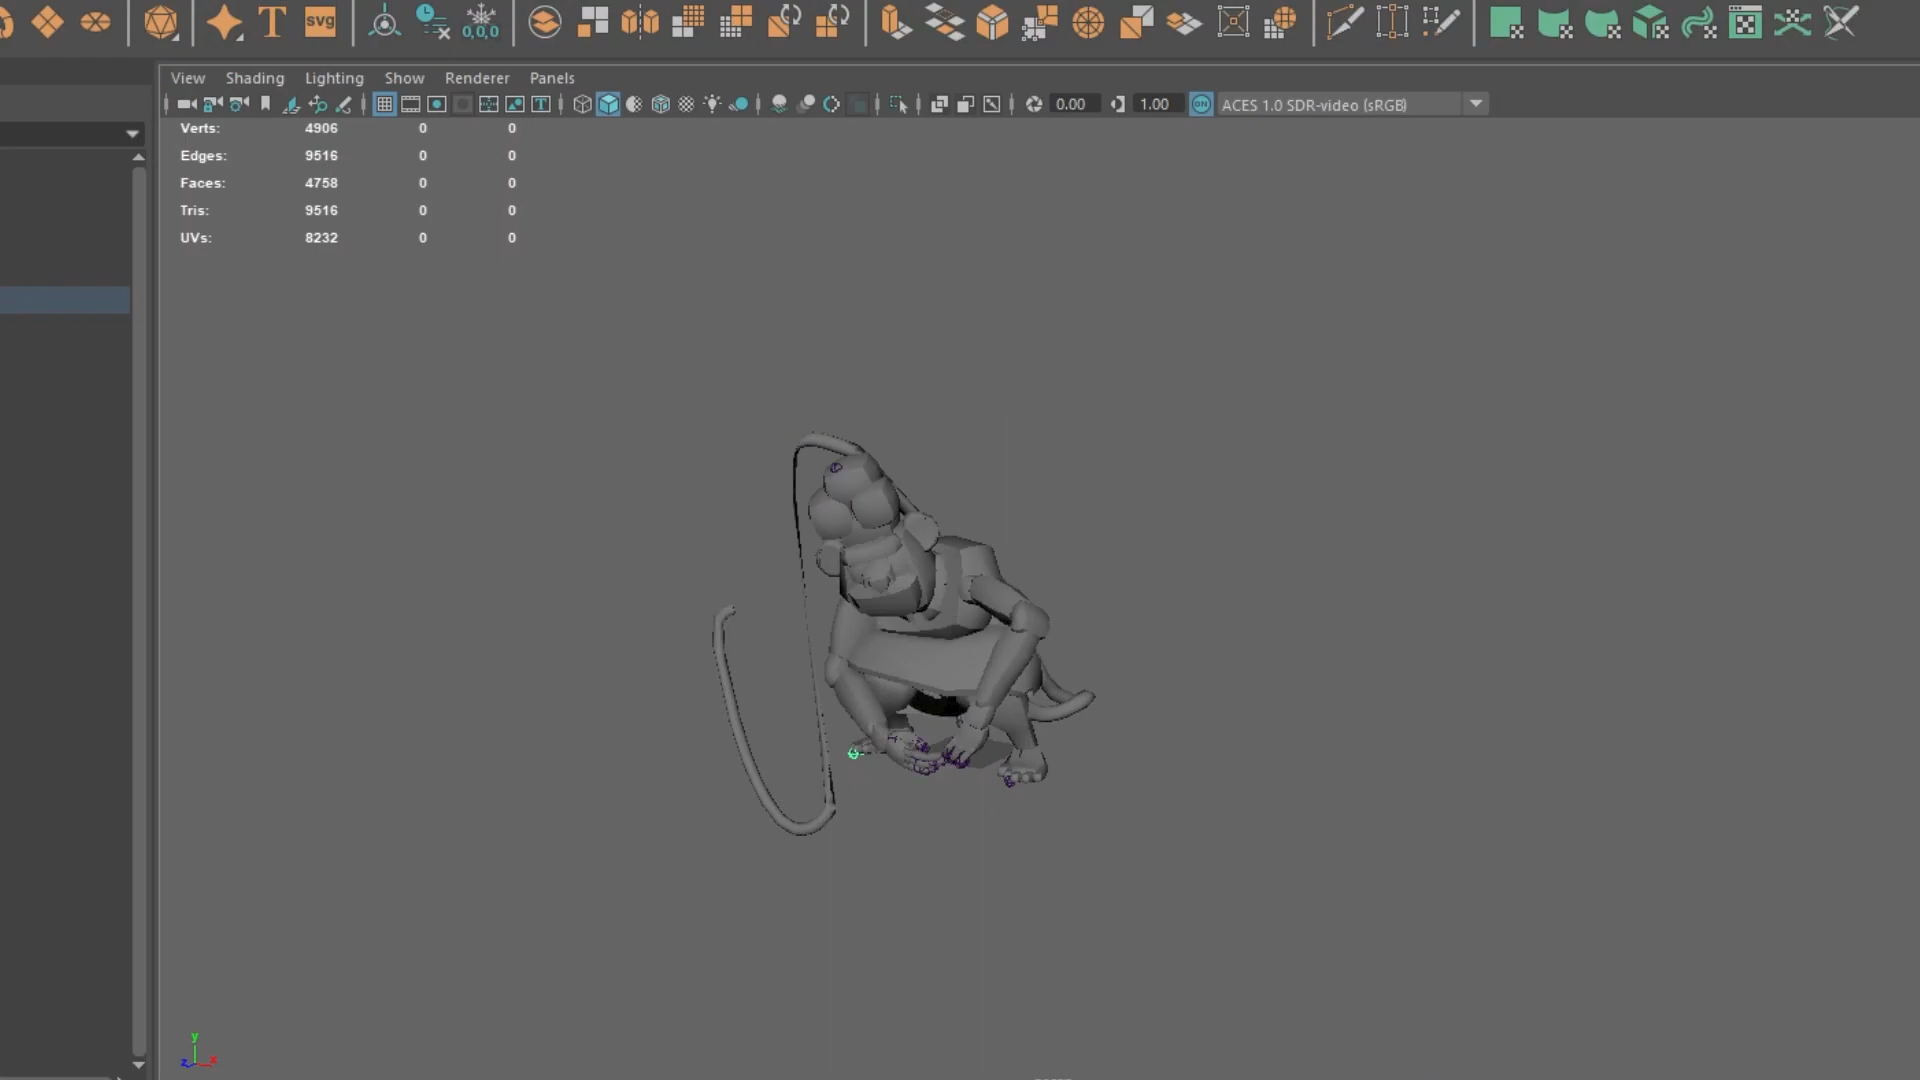 T svg
0,0,0
View Shading Lighting Show Renderer Panels
T 0.00 1.00 ON ACES 1.0 SDR-video (sRGB)
Verts: 4906 0 0
Edges: 9516 0 0
Faces: 4758 0 0
Tris: 9516 0 0
UVs: 8232 0 0
y
z x